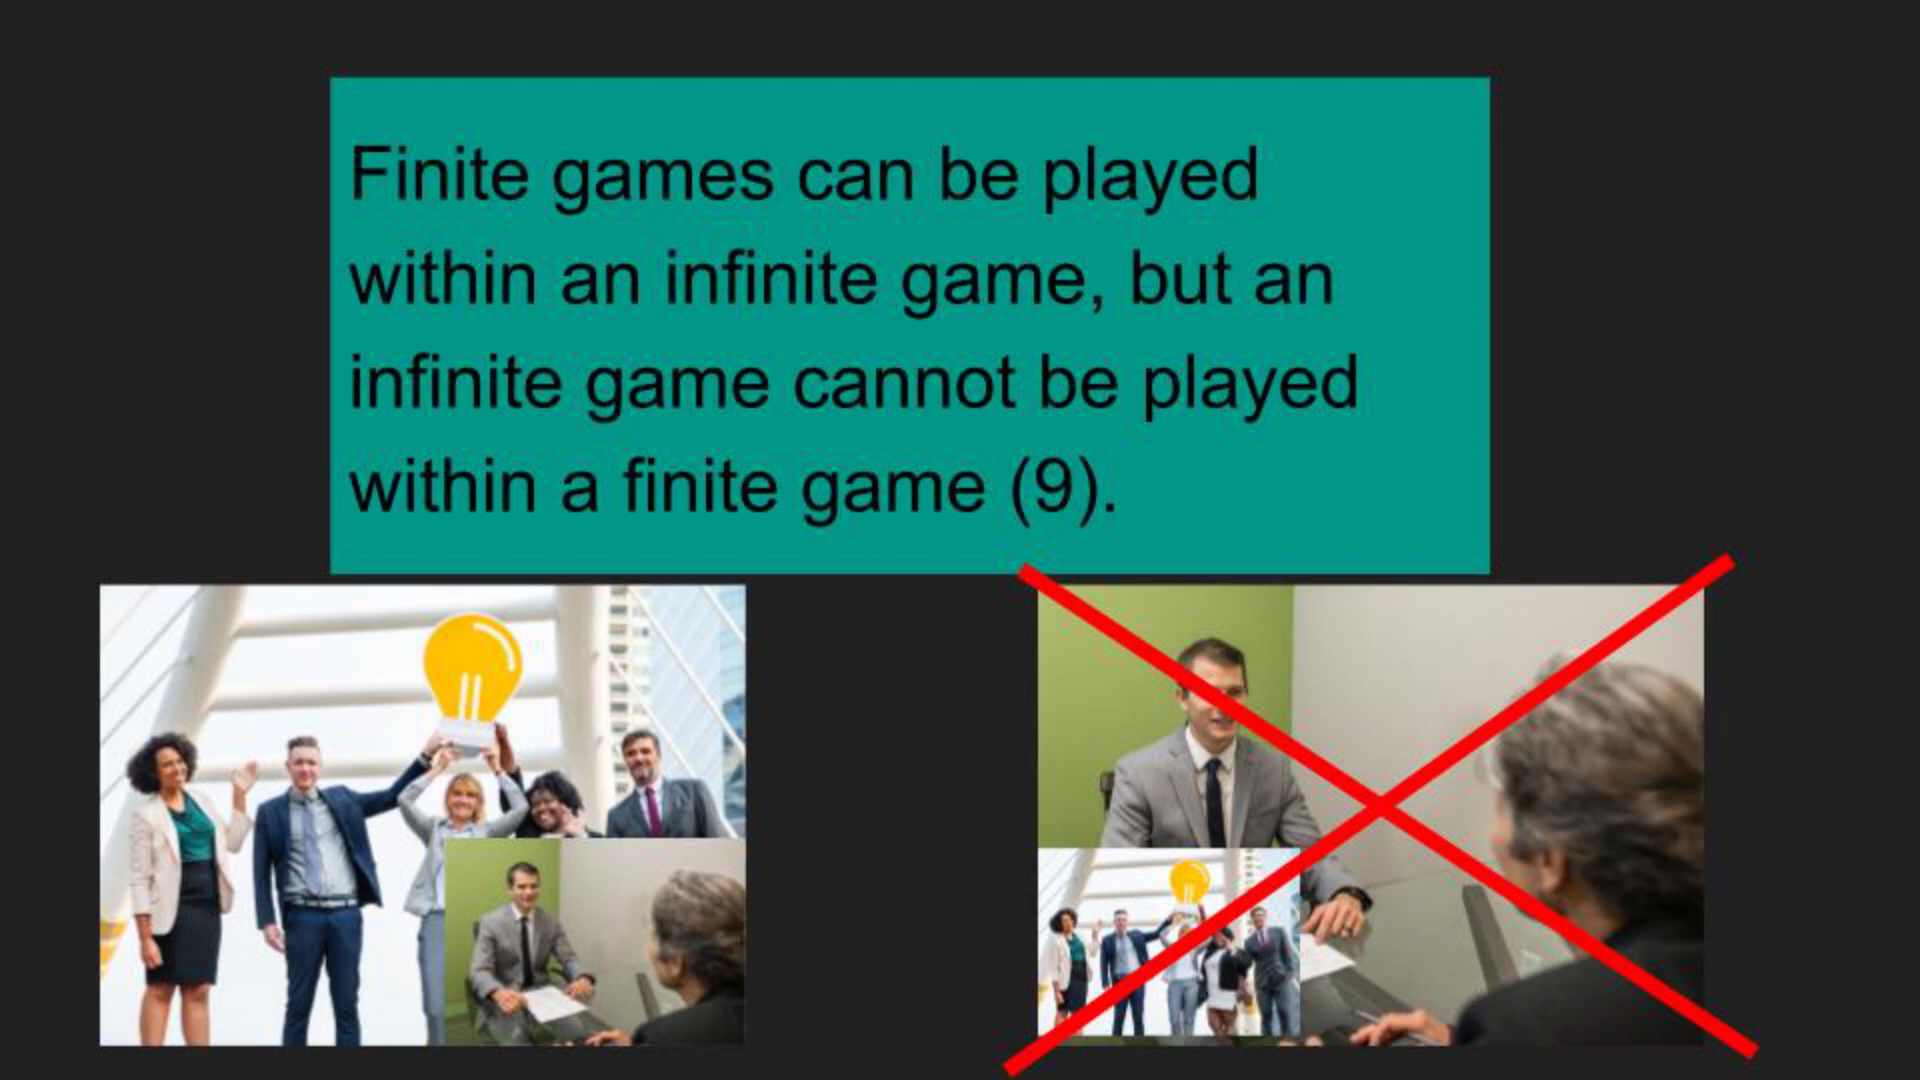 Finite games can be played
within an infinite game, but an
infinite game cannot be played
within a finite game (9).